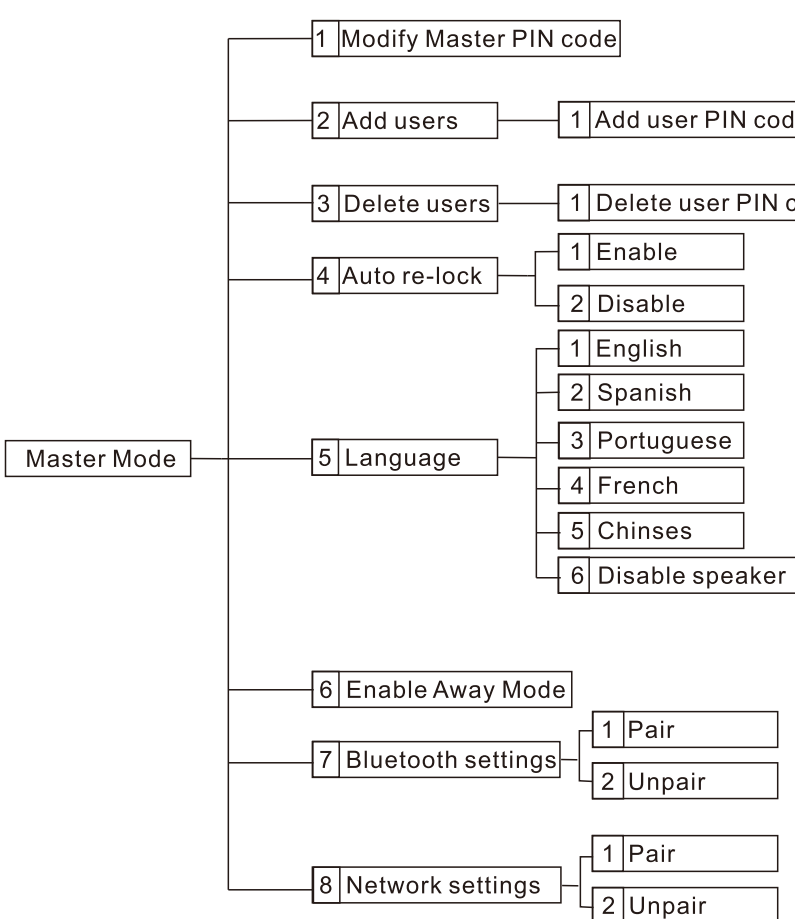 1 Modify Master PIN code
2 Add users
1 Add user PIN cod
3 Delete users
1 Delete user PIN
4 Auto re-lock
1 Enable
2 Disable
Master Mode
5 Language
1 English
2 Spanish
3 Portuguese
4 French
5 Chinses
6 Disable speaker
6 Enable Away Mode
7 Bluetooth settings
1 Pair
2 Unpair
8 Network settings
1 Pair
2 Unpair